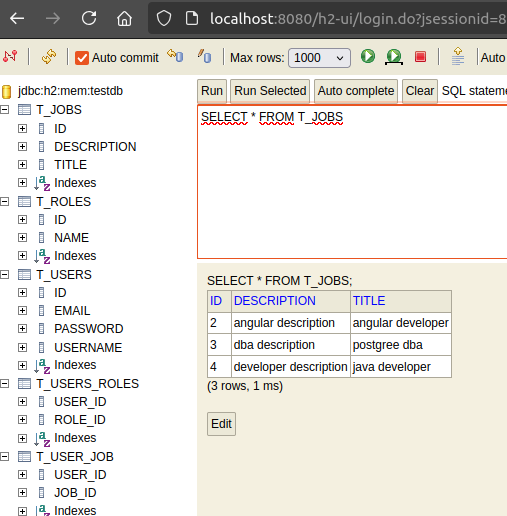 localhost:8080/h2-ui/login.do?jsessionid=8
Auto commit Max rows: 1000 Auto
jdbc:h2:mem:testdb
T_JOBS
ID
DESCRIPTION
TITLE
Indexes
T_ROLES
ID
NAME
Indexes
T_USERS
ID
EMAIL
PASSWORD
USERNAME
Indexes
T_USERS_ROLES
USER_ID
ROLE_ID
Indexes
T_USER_JOB
USER_ID
JOB_ID
Indexes
Run Run Selected Auto complete Clear SQL stateme
SELECT * FROM T_JOBS
SELECT * FROM T_JOBS;
ID DESCRIPTION TITLE
2 angular description angular developer
3 dba description postgree dba
4 developer description java developer
(3 rows, 1 ms)
Edit